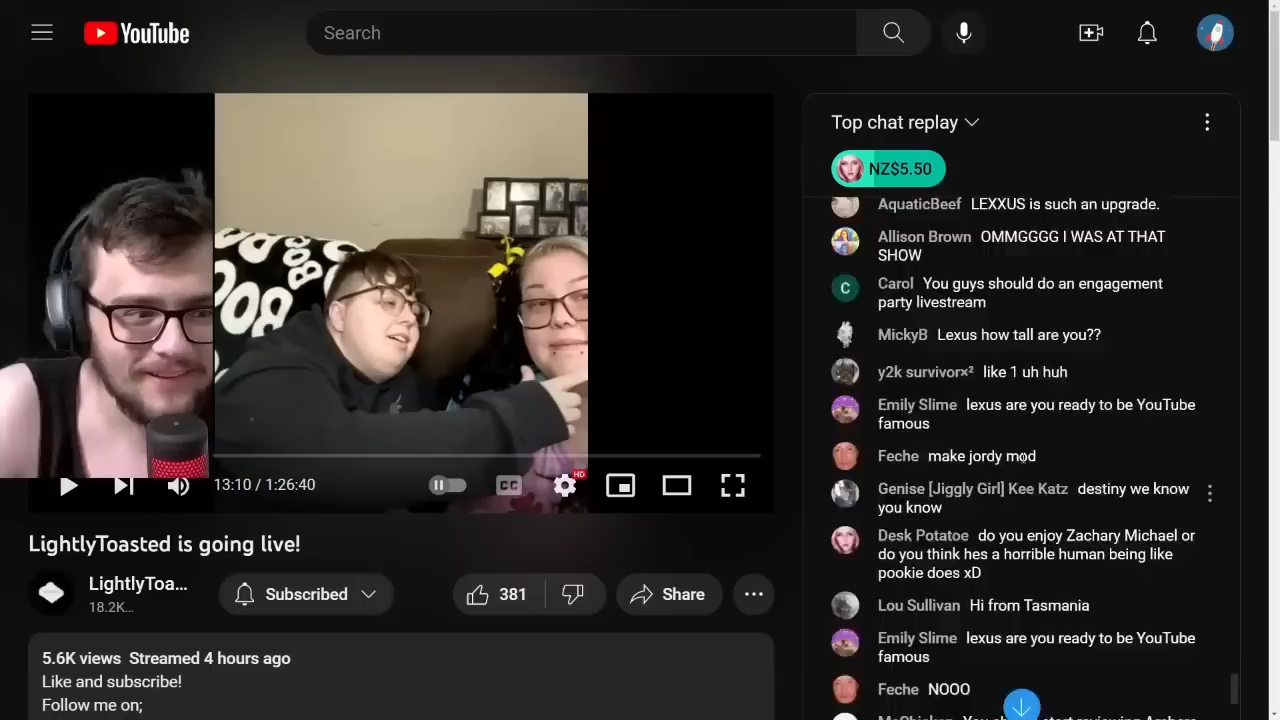 YouTube
Search
BOO
BOO
HD
CC
13:10 / 1:26:40
LightlyToasted is going live!
LightlyToa...
18.2K...
Subscribed
381
Share
5.6K views  Streamed 4 hours ago
Like and subscribe!
Follow me on;
Top chat replay
NZ$5.50
AquaticBeef  LEXXUS is such an upgrade.
Allison Brown  OMMGGGG I WAS AT THAT
SHOW
C
Carol  You guys should do an engagement
party livestream
MickyB  Lexus how tall are you??
y2k survivor×²  like 1 uh huh
Emily Slime  lexus are you ready to be YouTube
famous
Feche  make jordy mod
Genise [Jiggly Girl] Kee Katz  destiny we know
you know
Desk Potatoe  do you enjoy Zachary Michael or
do you think hes a horrible human being like
pookie does xD
Lou Sullivan  Hi from Tasmania
Emily Slime  lexus are you ready to be YouTube
famous
Feche  NOOO